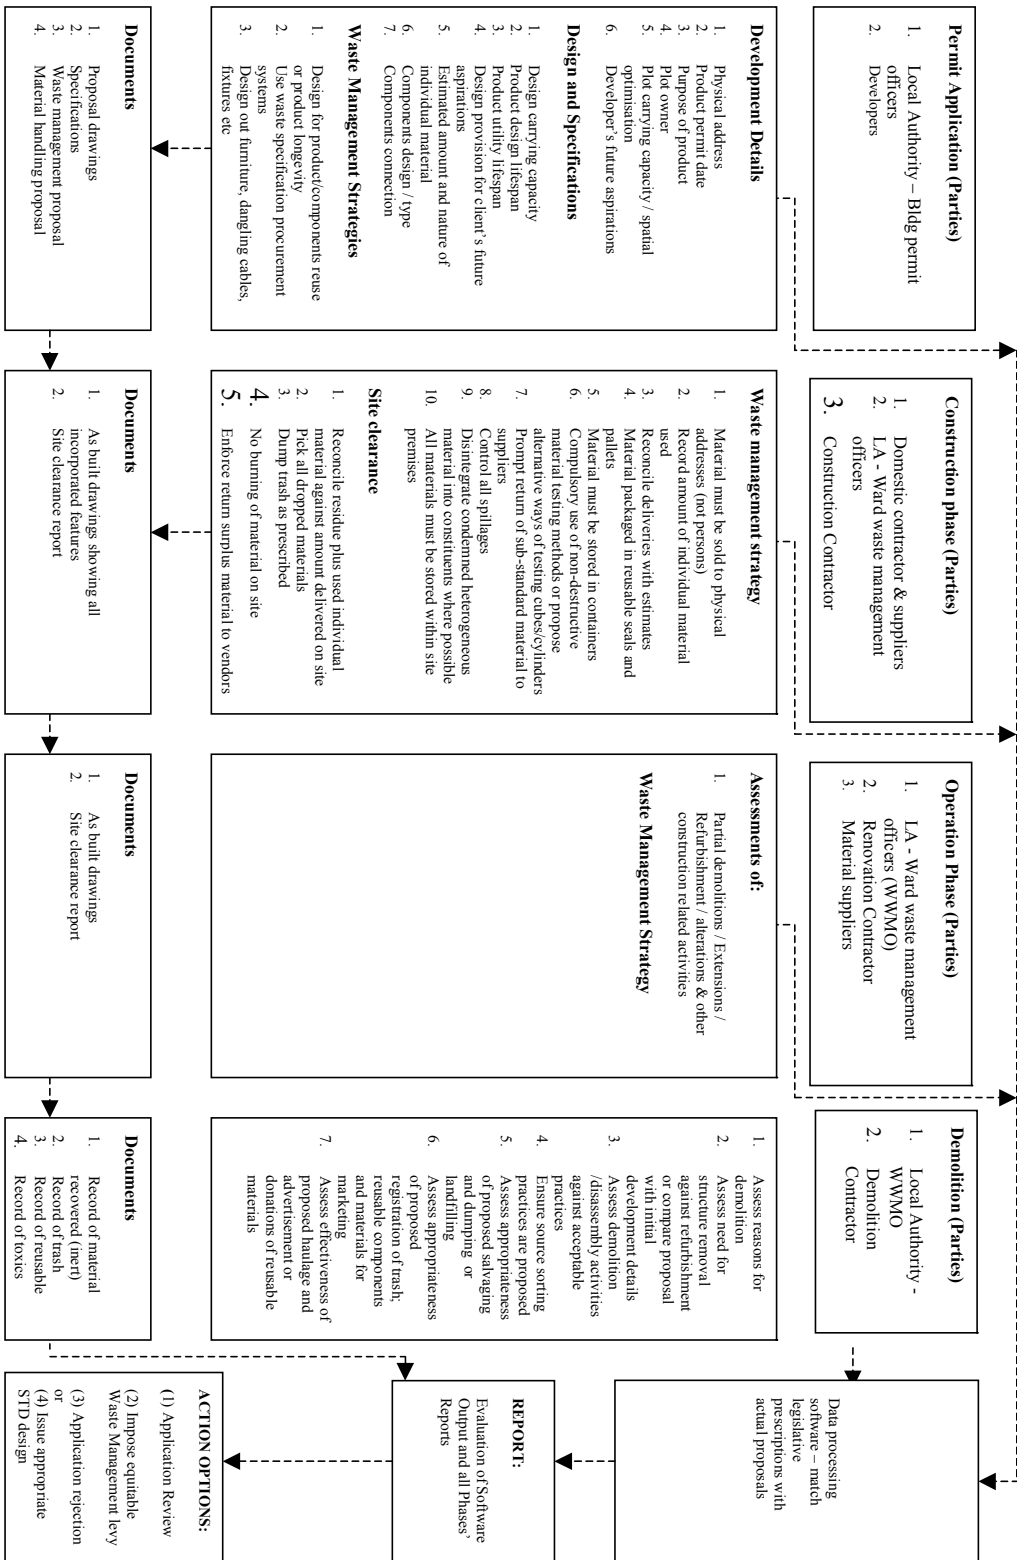 Permit Application (Parties)
1. Local Authority – Bldg permit
officers
2. Developers
Development Details
1. Physical address
2. Product permit date
3. Purpose of product
4. Plot owner
5. Plot carrying capacity / spatial
optimisation
6. Developer's future aspirations
Design and Specifications
1. Design carrying capacity
2. Product design lifespan
3. Product utility lifespan
4. Design provision for client's future
aspirations
5. Estimated amount and nature of
individual material
6. Components design / type
7. Components connection
Waste Management Strategies
1. Design for product/components reuse
or product longevity
2. Use waste specification procurement
systems
3. Design out furniture, dangling cables,
fixtures etc
Documents
1. Proposal drawings
2. Specifications
3. Waste management proposal
4. Material handling proposal
Construction phase (Parties)
1. Domestic contractor & suppliers
2. LA - Ward waste management
officers
3. Construction Contractor
Waste management strategy
1. Material must be sold to physical
addresses (not persons)
2. Record amount of individual material
used
3. Reconcile deliveries with estimates
4. Material packaged in reusable seals and
pallets
5. Material must be stored in containers
6. Compulsory use of non-destructive
material testing methods or propose
alternative ways of testing cubes/cylinders
7. Prompt return of sub-standard material to
suppliers
8. Control all spillages
9. Disintegrate condemned heterogeneous
material into constituents where possible
10. All materials must be stored within site
premises
Site clearance
1. Reconcile residue plus used individual
material against amount delivered on site
2. Pick all dropped materials
3. Dump trash as prescribed
4. No burning of material on site
5. Enforce return surplus material to vendors
Documents
1. As built drawings showing all
incorporated features
2. Site clearance report
Operation Phase (Parties)
1. LA - Ward waste management
officers (WWMO)
2. Renovation Contractor
3. Material suppliers
Assessments of:
1. Partial demolitions / Extensions /
Refurbishment / alterations & other
construction related activities
Waste Management Strategy
Documents
1. As built drawings
2. Site clearance report
Demolition (Parties)
1. Local Authority -
WWMO
2. Demolition
Contractor
1. Assess reasons for
demolition
2. Assess need for
structure removal
against refurbishment
or compare proposal
with initial
development details
3. Assess demolition
/disassembly activities
against acceptable
practices
4. Ensure source sorting
practices are proposed
5. Assess appropriateness
of proposed salvaging
and dumping or
landfilling
6. Assess appropriateness
of proposed
registration of trash;
reusable components
and materials for
marketing
7. Assess effectiveness of
proposed haulage and
advertisement or
donations of reusable
materials
Documents
1. Record of material
recovered (inert)
2. Record of trash
3. Record of reusable
4. Record of toxics
Data processing
software – match
legislative
prescriptions with
actual proposals
REPORT:
Evaluation of Software
Output and all Phases'
Reports
ACTION OPTIONS:
(1) Application Review
(2) Impose equitable
Waste Management levy
(3) Application rejection
or
(4) Issue appropriate
STD design